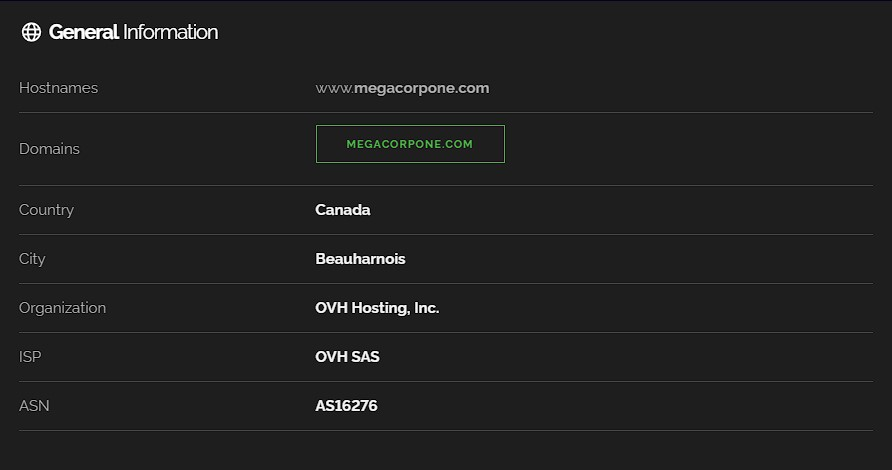 General Information
Hostnames www.megacorpone.com
Domains MEGACORPONE.COM
Country Canada
City Beauharnois
Organization OVH Hosting, Inc.
ISP OVH SAS
ASN AS16276